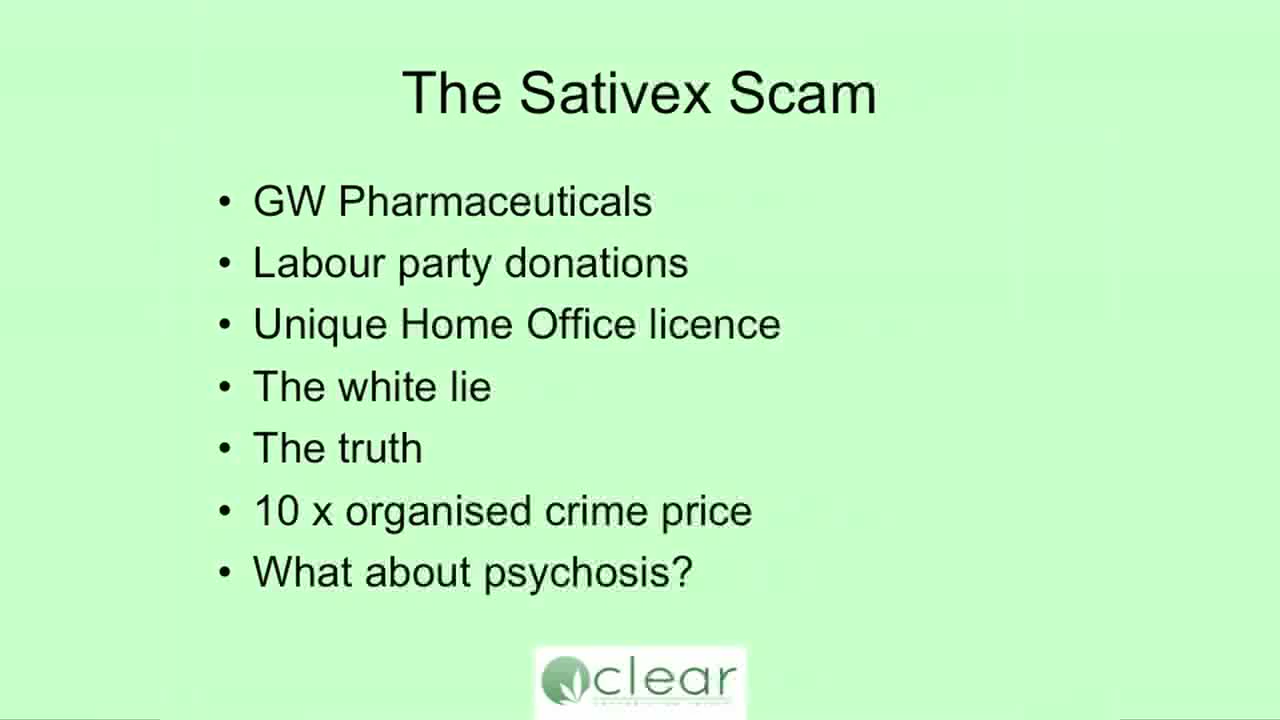 The Sativex Scam
• GW Pharmaceuticals
• Labour party donations
• Unique Home Office licence
• The white lie
• The truth
• 10 x organised crime price
• What about psychosis?
clear